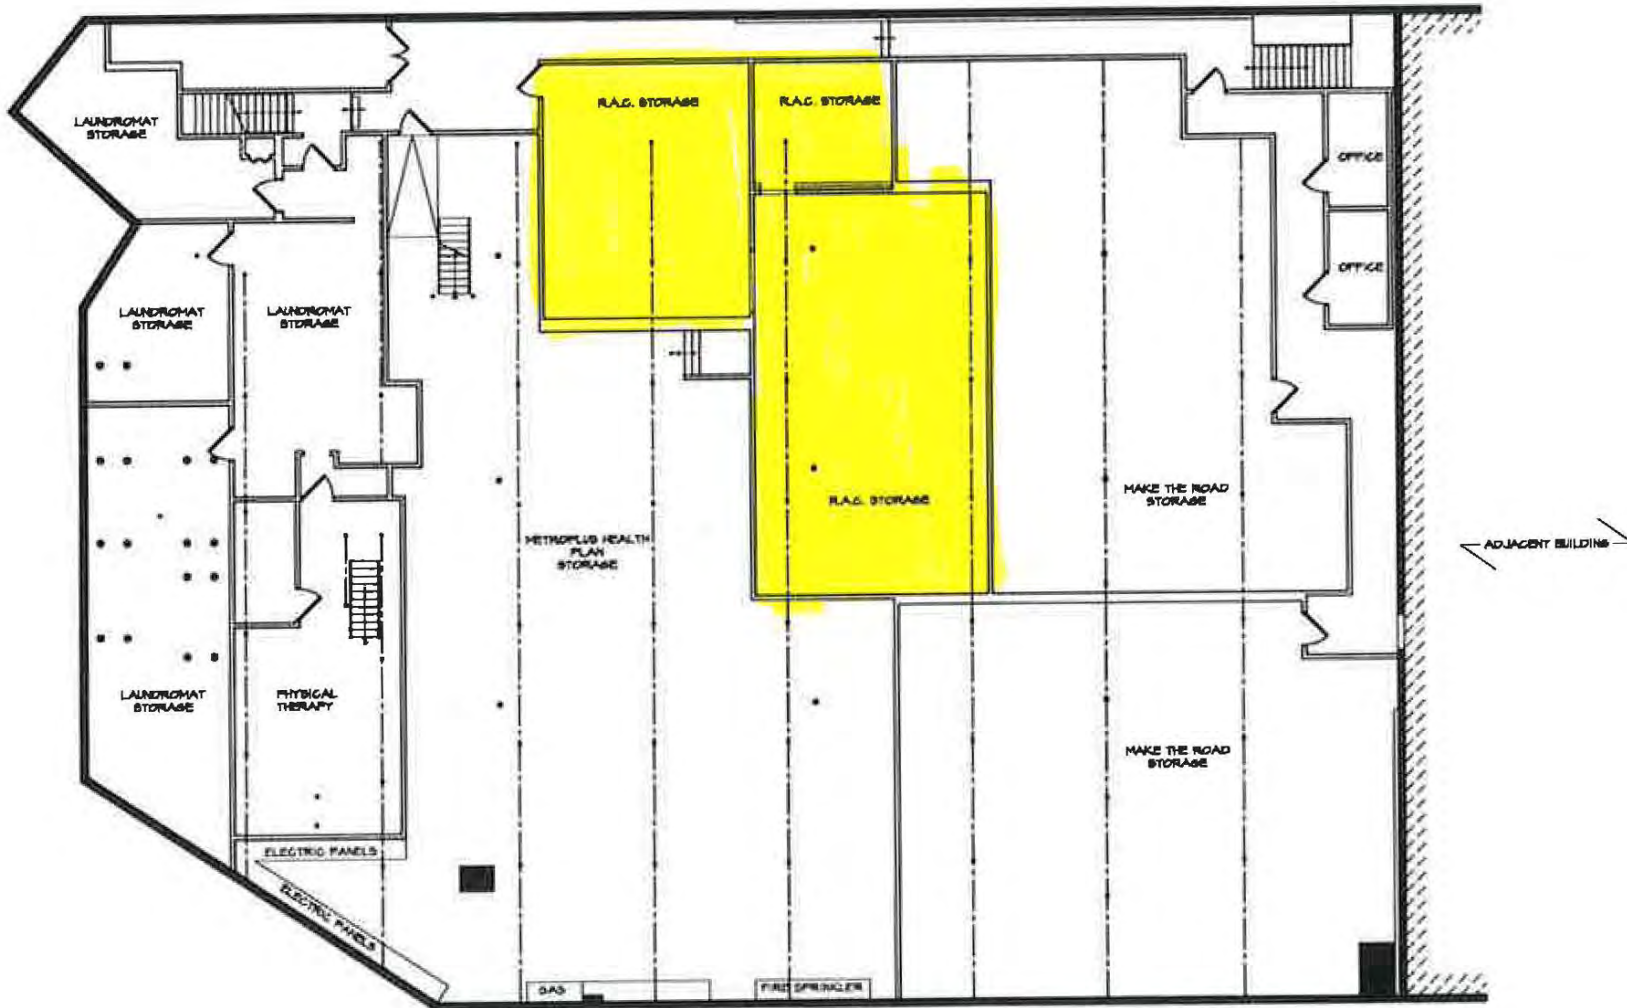 R.A.C. STORAGE
R.A.C. STORAGE
LAUNDROMAT
STORAGE
OFFICE
OFFICE
LAUNDROMAT
STORAGE
LAUNDROMAT
STORAGE
MAKE THE ROAD
STORAGE
R.A.C. STORAGE
METROPLUS HEALTH
PLAN
STORAGE
ADJACENT BUILDING
LAUNDROMAT
STORAGE
PHYSICAL
THERAPY
MAKE THE ROAD
STORAGE
ELECTRIC PANELS
ELECTRIC PANELS
GAS
FIRE SPRINKLER